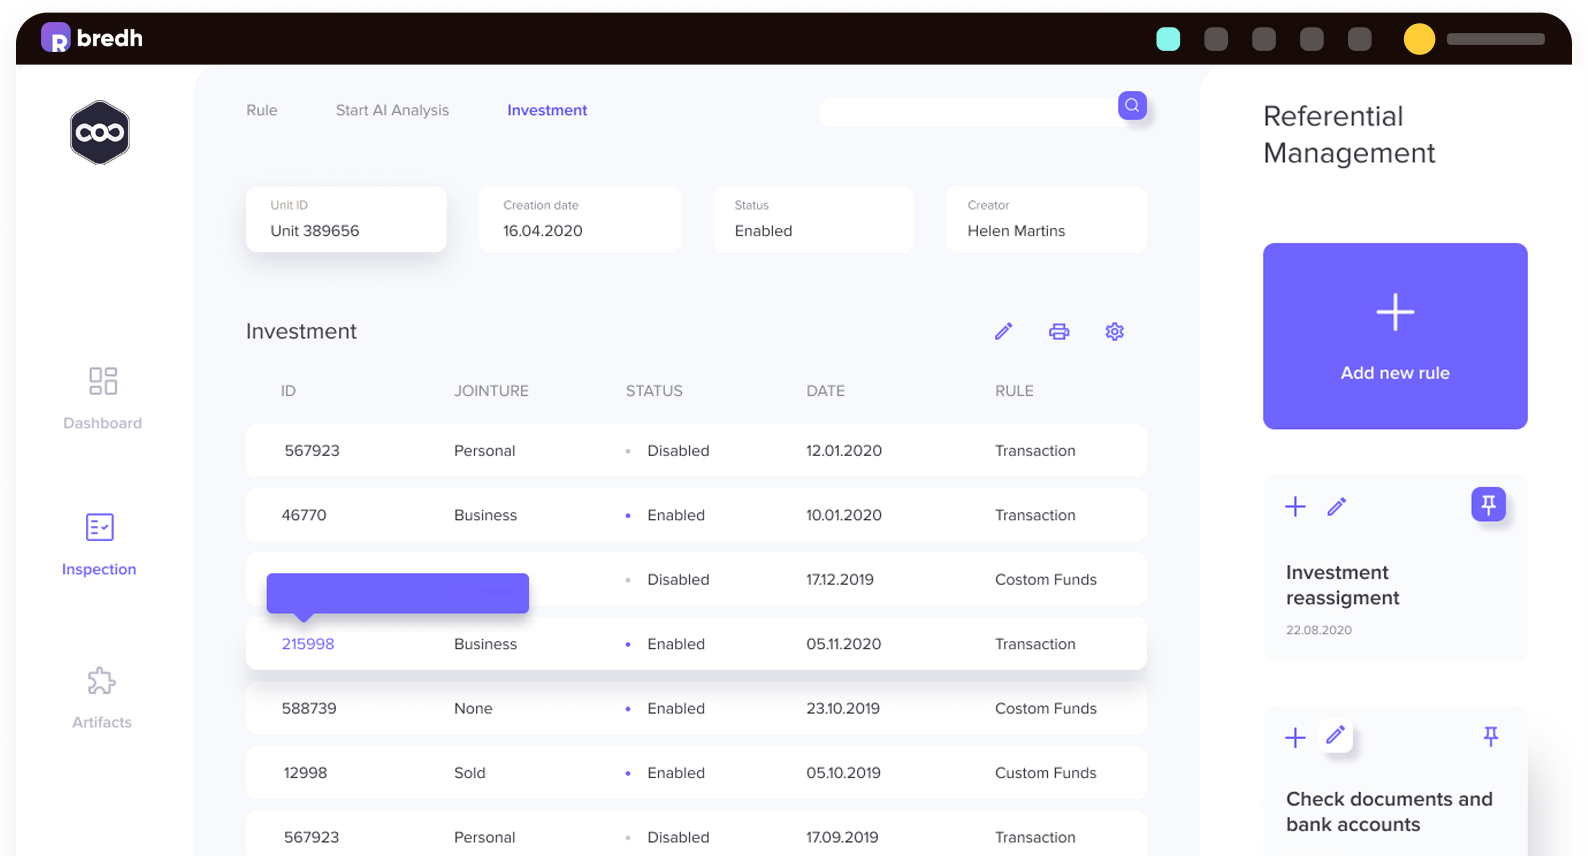 R bredh
Rule Start AI Analysis Investment
Referential
Management
Unit ID
Unit 389656
Creation date
16.04.2020
Status
Enabled
Creator
Helen Martins
Dashboard
Inspection
Artifacts
Investment
ID JOINTURE STATUS DATE RULE
567923 Personal Disabled 12.01.2020 Transaction
46770 Business Enabled 10.01.2020 Transaction
Disabled 17.12.2019 Costom Funds
215998 Business Enabled 05.11.2020 Transaction
588739 None Enabled 23.10.2019 Costom Funds
12998 Sold Enabled 05.10.2019 Custom Funds
567923 Personal Disabled 17.09.2019 Transaction
Add new rule
Investment
reassigment
22.08.2020
Check documents and
bank accounts